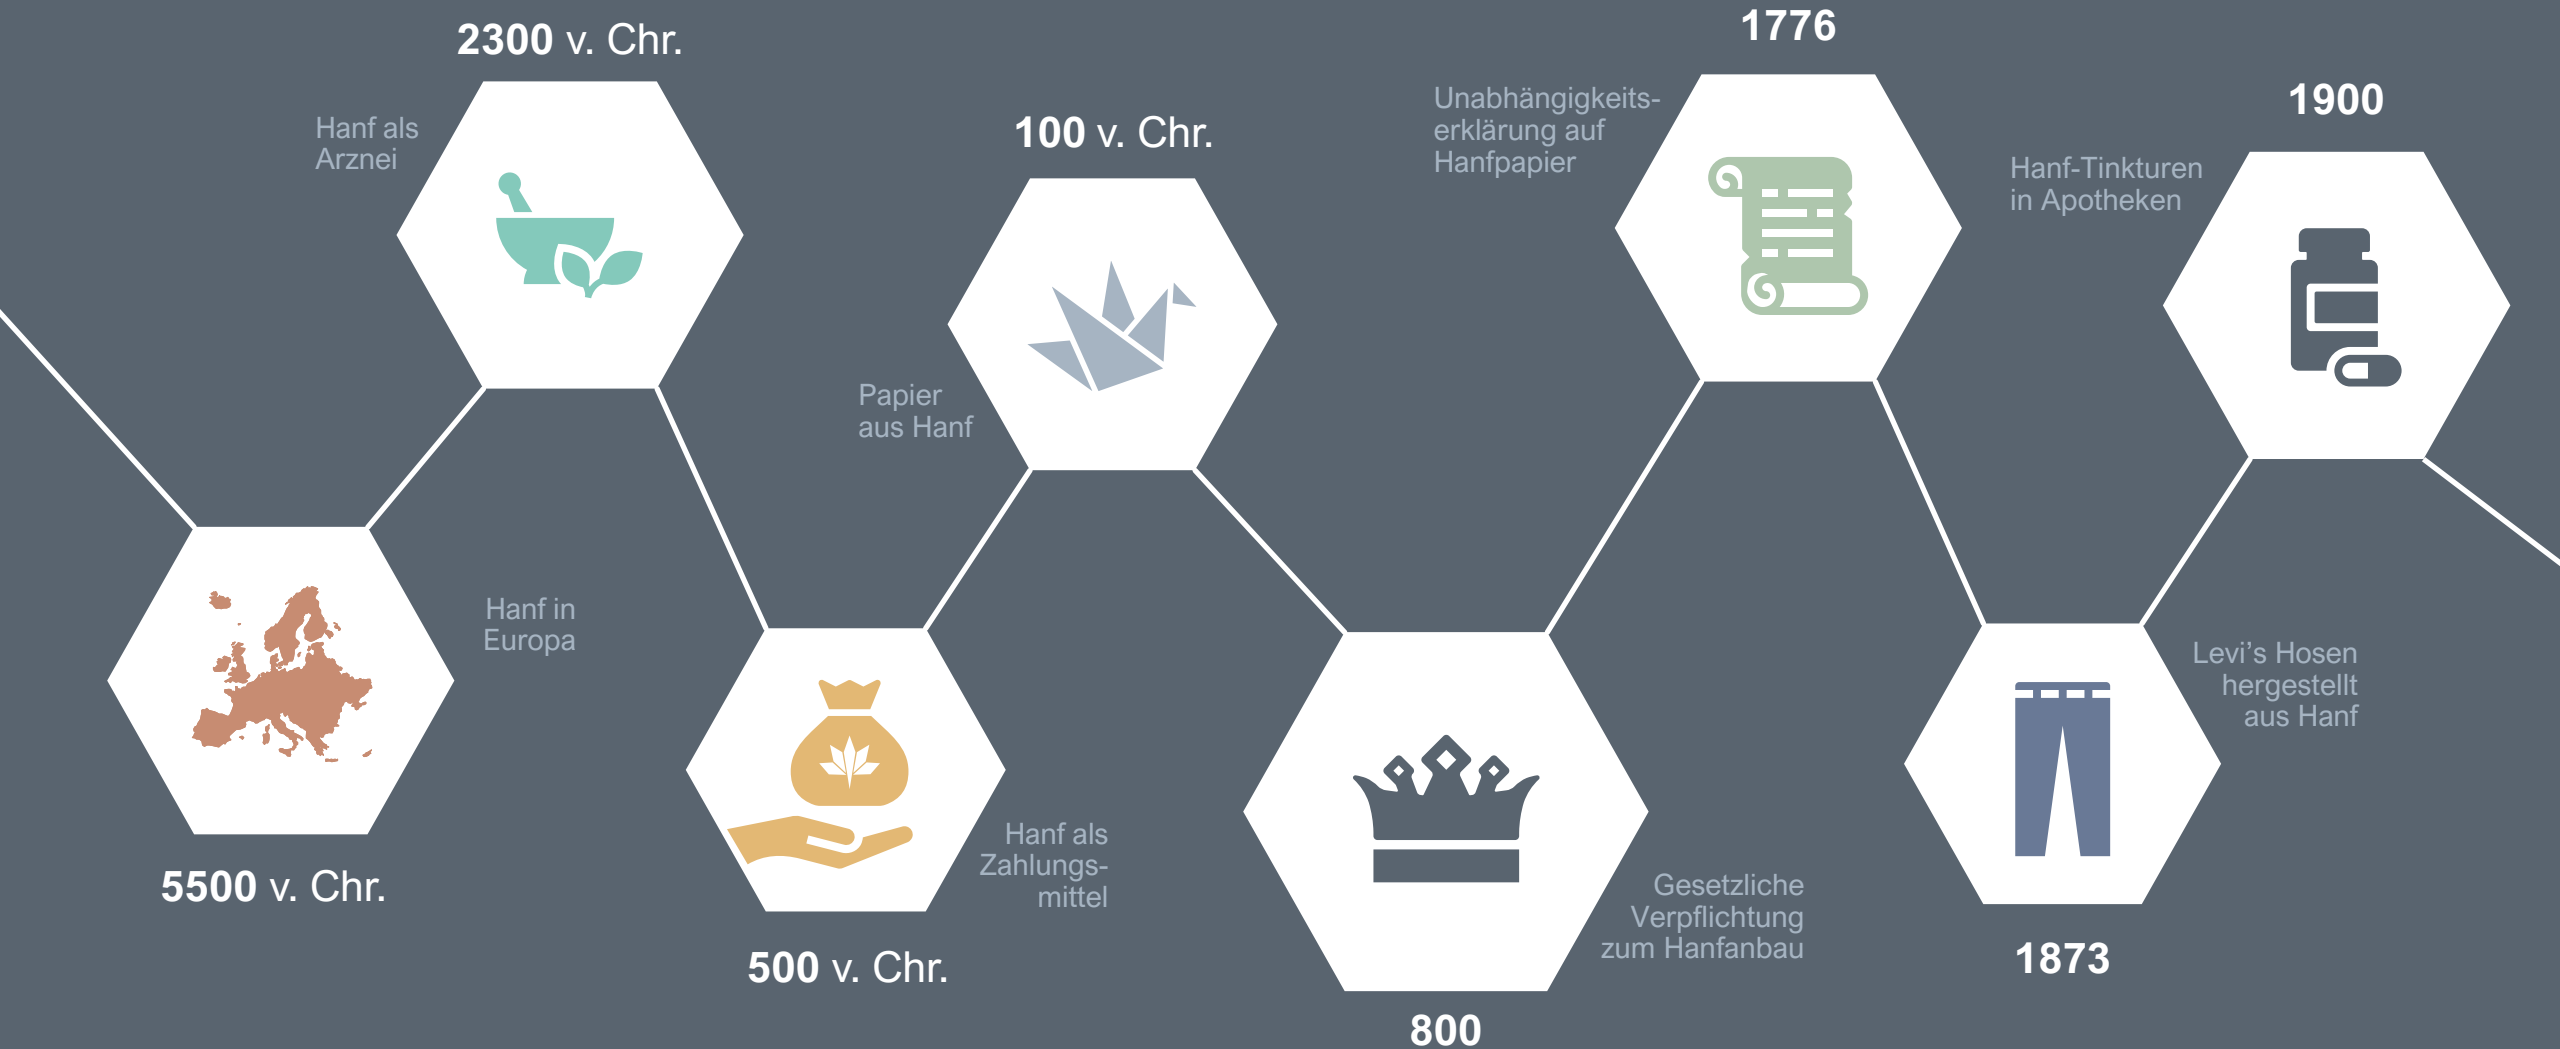 5500 v. Chr.
Hanf in
Europa
2300 v. Chr.
Hanf als
Arznei
500 v. Chr.
Hanf als
Zahlungs-
mittel
100 v. Chr.
Papier
aus Hanf
800
Gesetzliche
Verpflichtung
zum Hanfanbau
1776
Unabhängigkeits-
erklärung auf
Hanfpapier
1873
Levi’s Hosen
hergestellt
aus Hanf
1900
Hanf-Tinkturen
in Apotheken